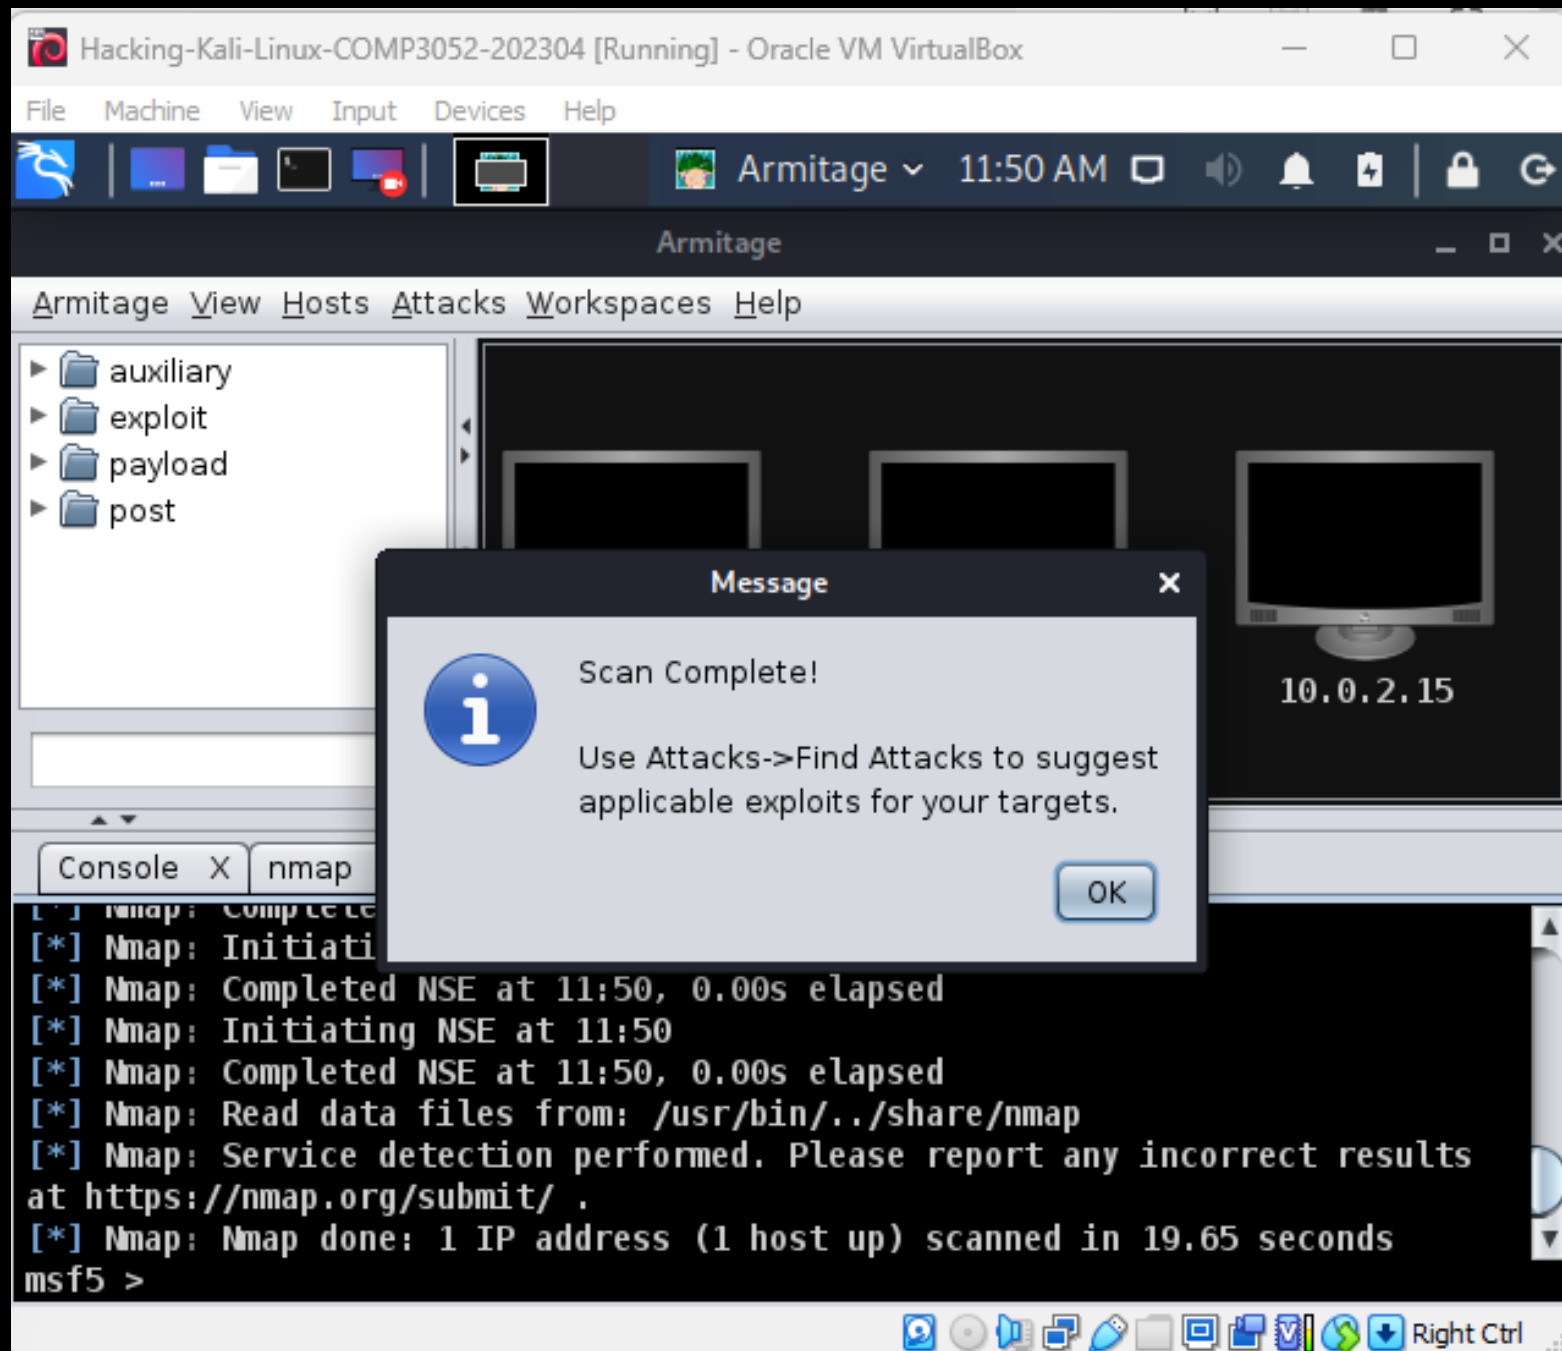 Hacking-Kali-Linux-COMP3052-202304 [Running] - Oracle VM VirtualBox
File Machine View Input Devices Help
Armitage 11:50 AM
Armitage
Armitage View Hosts Attacks Workspaces Help
auxiliary
exploit
payload
post
10.0.2.15
Message
Scan Complete!
Use Attacks->Find Attacks to suggest
applicable exploits for your targets.
OK
Console X nmap
[*] Nmap: Complete
[*] Nmap: Initiati
[*] Nmap: Completed NSE at 11:50, 0.00s elapsed
[*] Nmap: Initiating NSE at 11:50
[*] Nmap: Completed NSE at 11:50, 0.00s elapsed
[*] Nmap: Read data files from: /usr/bin/../share/nmap
[*] Nmap: Service detection performed. Please report any incorrect results
at https://nmap.org/submit/ .
[*] Nmap: Nmap done: 1 IP address (1 host up) scanned in 19.65 seconds
msf5 >
Right Ctrl